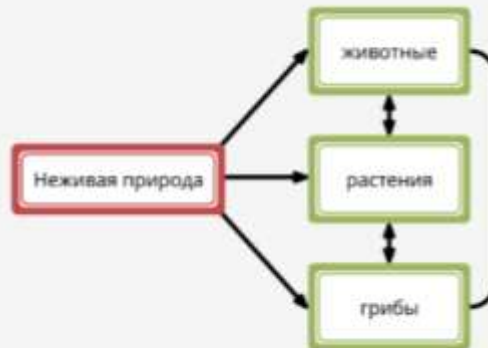 животные
Неживая природа
растения
грибы